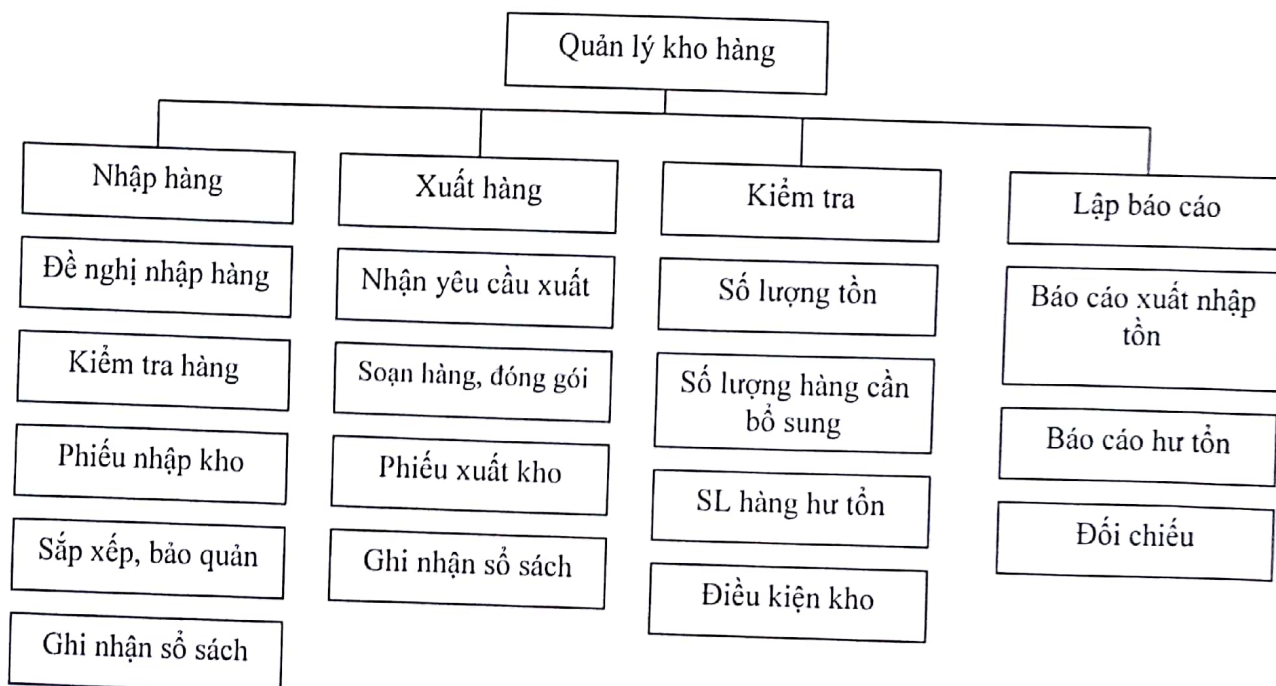 Quản lý kho hàng
Nhập hàng
Đề nghị nhập hàng
Kiểm tra hàng
Phiếu nhập kho
Sắp xếp, bảo quản
Ghi nhận sổ sách
Xuất hàng
Nhận yêu cầu xuất
Soạn hàng, đóng gói
Phiếu xuất kho
Ghi nhận sổ sách
Kiểm tra
Số lượng tồn
Số lượng hàng cần
bổ sung
SL hàng hư tổn
Điều kiện kho
Lập báo cáo
Báo cáo xuất nhập
tồn
Báo cáo hư tổn
Đối chiếu